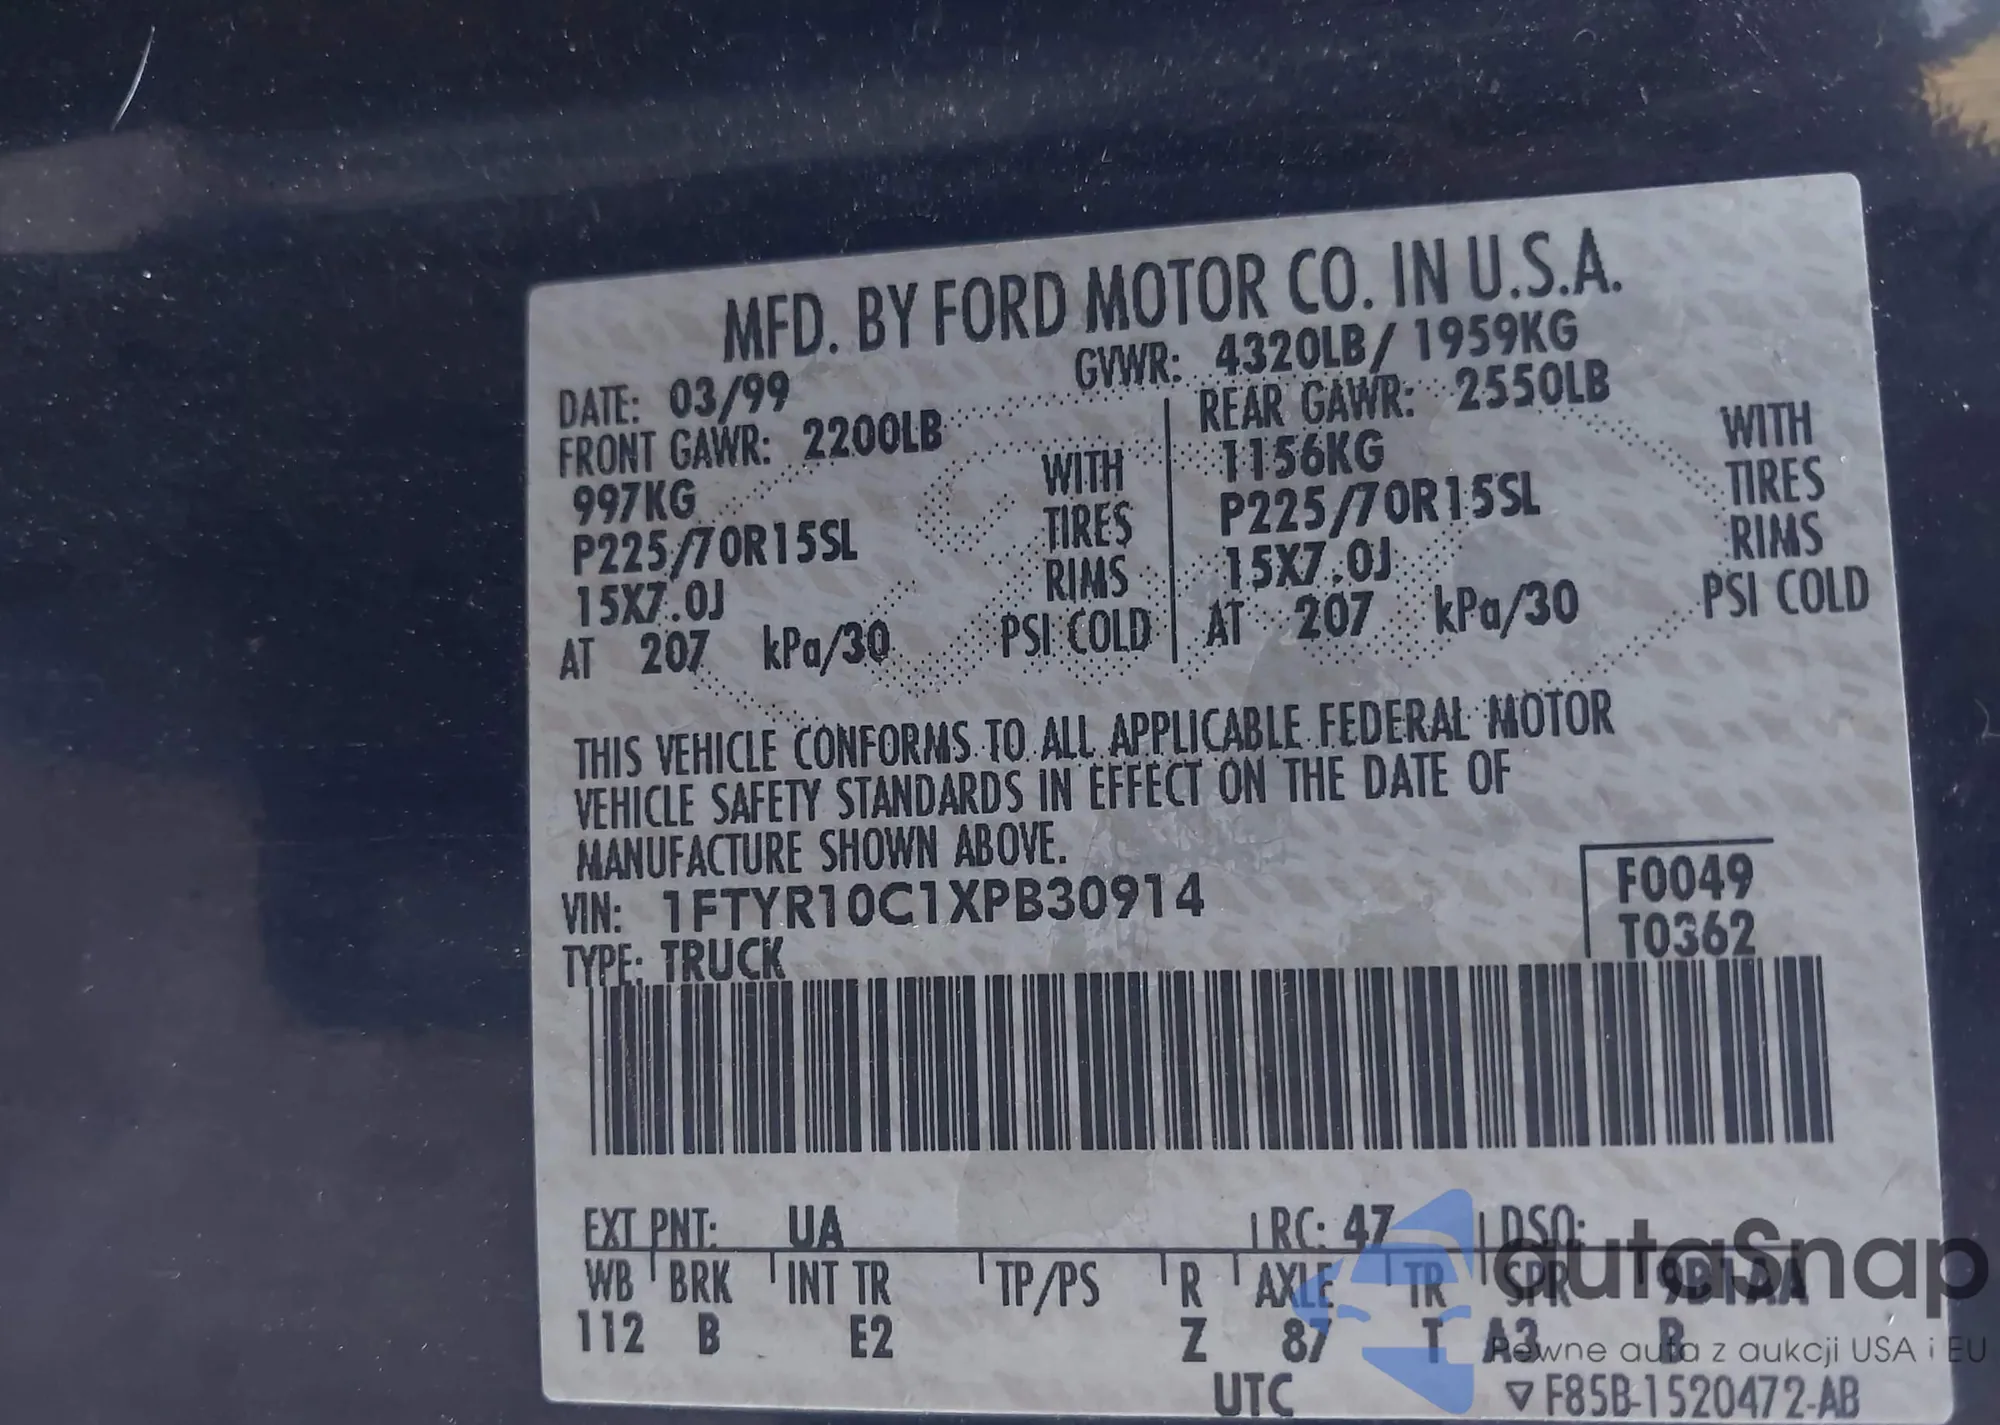 MFD. BY FORD MOTOR CO. IN U.S.A.
DATE: 03/99 GVWR: 4320LB/ 1959KG
FRONT GAWR: 2200LB REAR GAWR: 2550LB
997KG WITH 1156KG WITH
P225/70R15SL TIRES P225/70R15SL TIRES
15X7.0J RIMS 15X7.0J RIMS
AT 207 kPa/30 PSI COLD AT 207 kPa/30 PSI COLD
THIS VEHICLE CONFORMS TO ALL APPLICABLE FEDERAL MOTOR
VEHICLE SAFETY STANDARDS IN EFFECT ON THE DATE OF
MANUFACTURE SHOWN ABOVE.
VIN: 1FTYR10C1XPB30914 F0049
TYPE: TRUCK T0362
EXT PNT: UA RC: 47 DSO:
WB BRK INT TR TP/PS R AXLE TR SPR
112 B E2 Z 87 T A3 B
UTC ▽ F85B-1520472-AB
autoSnap
Pewne auta z aukcji USA i EU